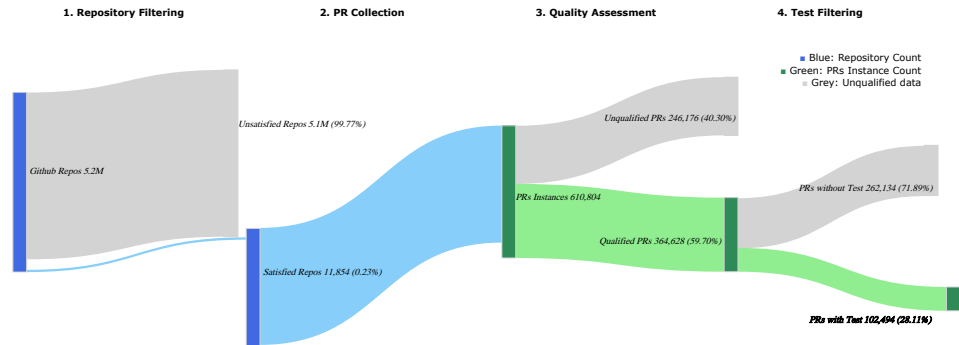 1. Repository Filtering
2. PR Collection
3. Quality Assessment
4. Test Filtering
Blue: Repository Count
Green: PRs Instance Count
Grey: Unqualified data
Unsatisfied Repos 5.1M (99.77%)
Unqualified PRs 246,176 (40.30%)
Github Repos 5.2M
PRs Instances 610,804
PRs without Test 262,134 (71.89%)
Qualified PRs 364,628 (59.70%)
Satisfied Repos 11,854 (0.23%)
PRs with Test 102,494 (28.11%)